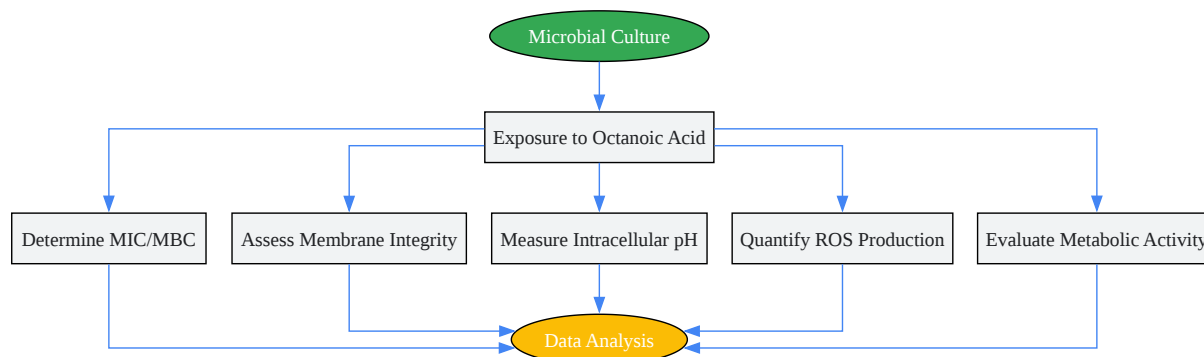 Microbial Culture
Exposure to Octanoic Acid
Determine MIC/MBC
Assess Membrane Integrity
Measure Intracellular pH
Quantify ROS Production
Evaluate Metabolic Activity
Data Analysis